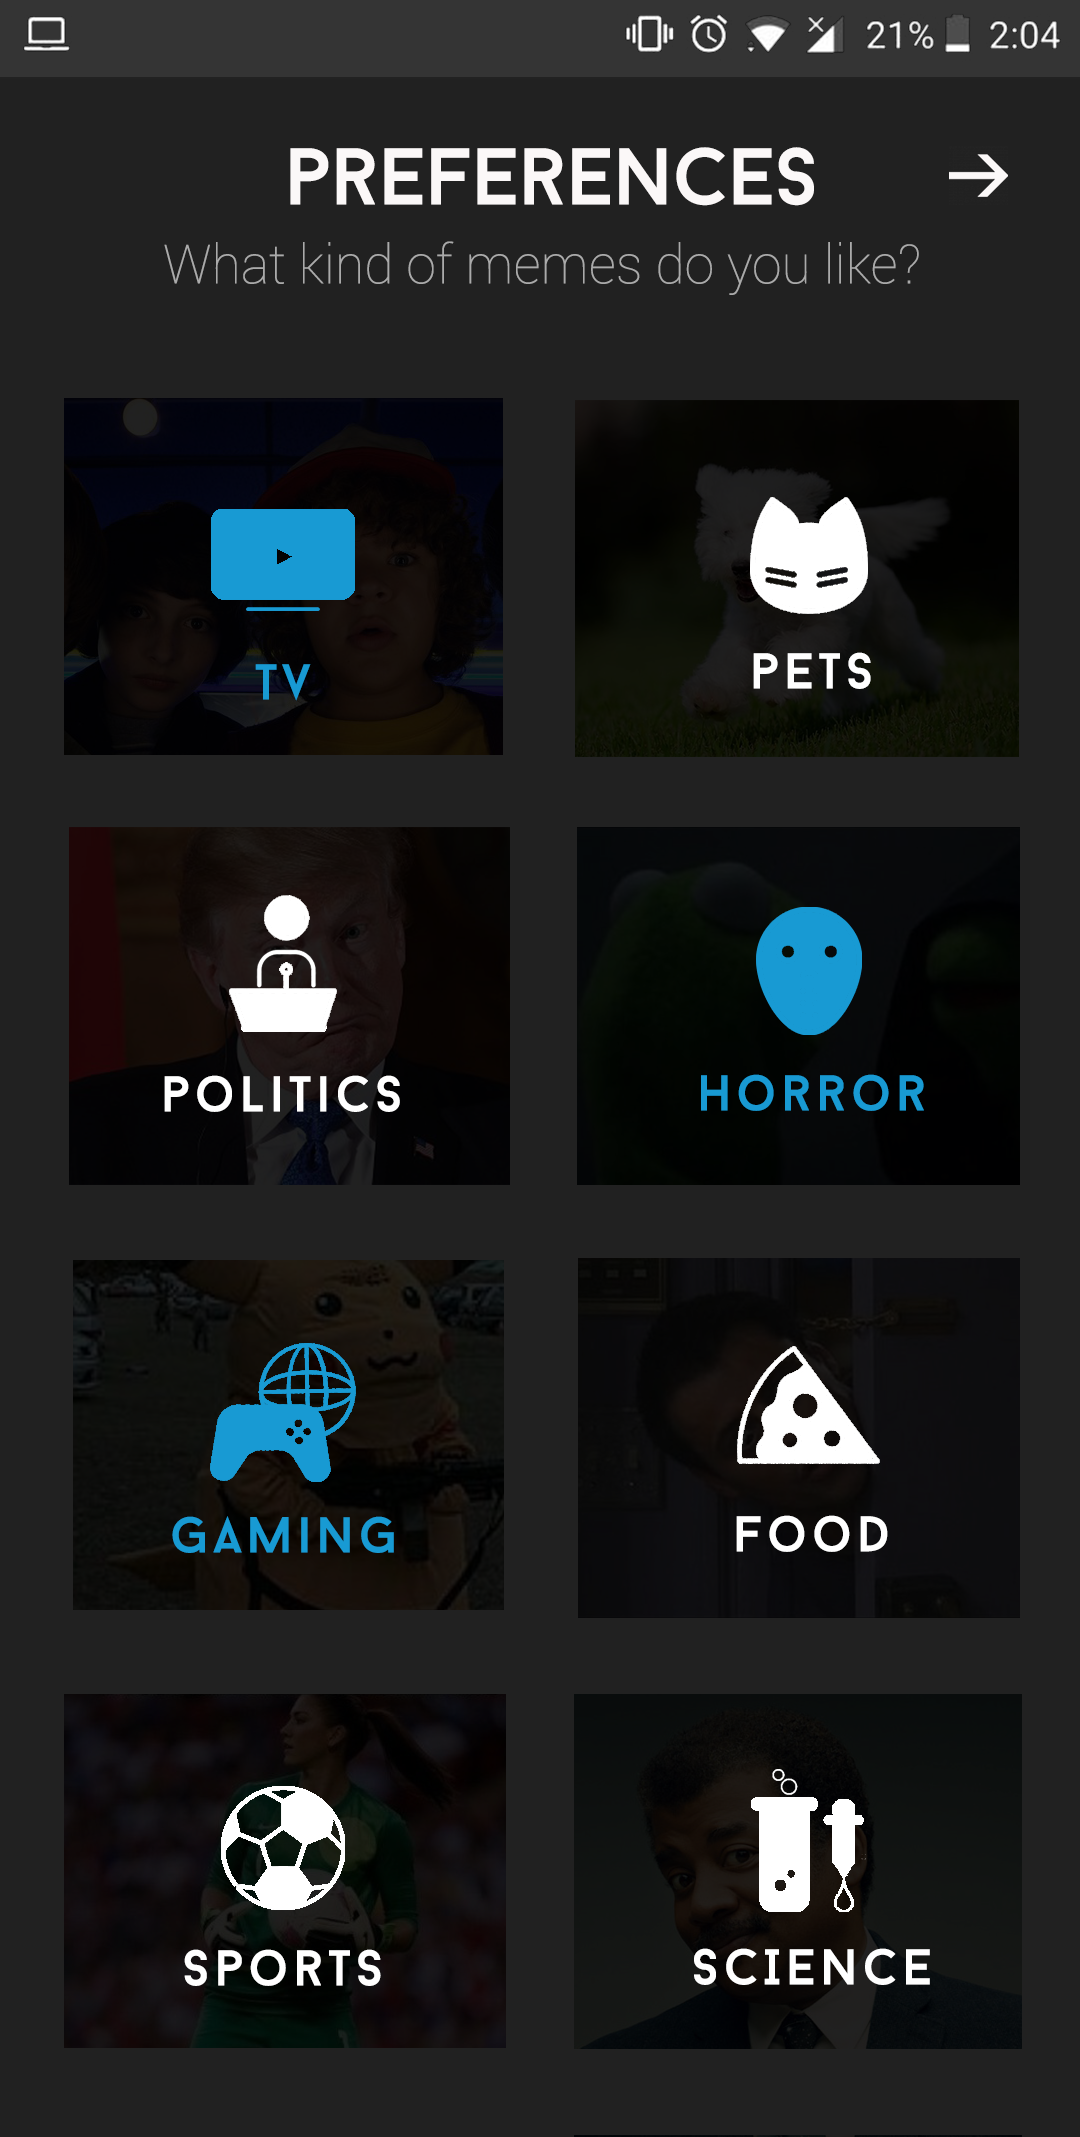 21% 2:04
PREFERENCES
What kind of memes do you like?
TV
PETS
POLITICS
HORROR
GAMING
FOOD
SPORTS
SCIENCE